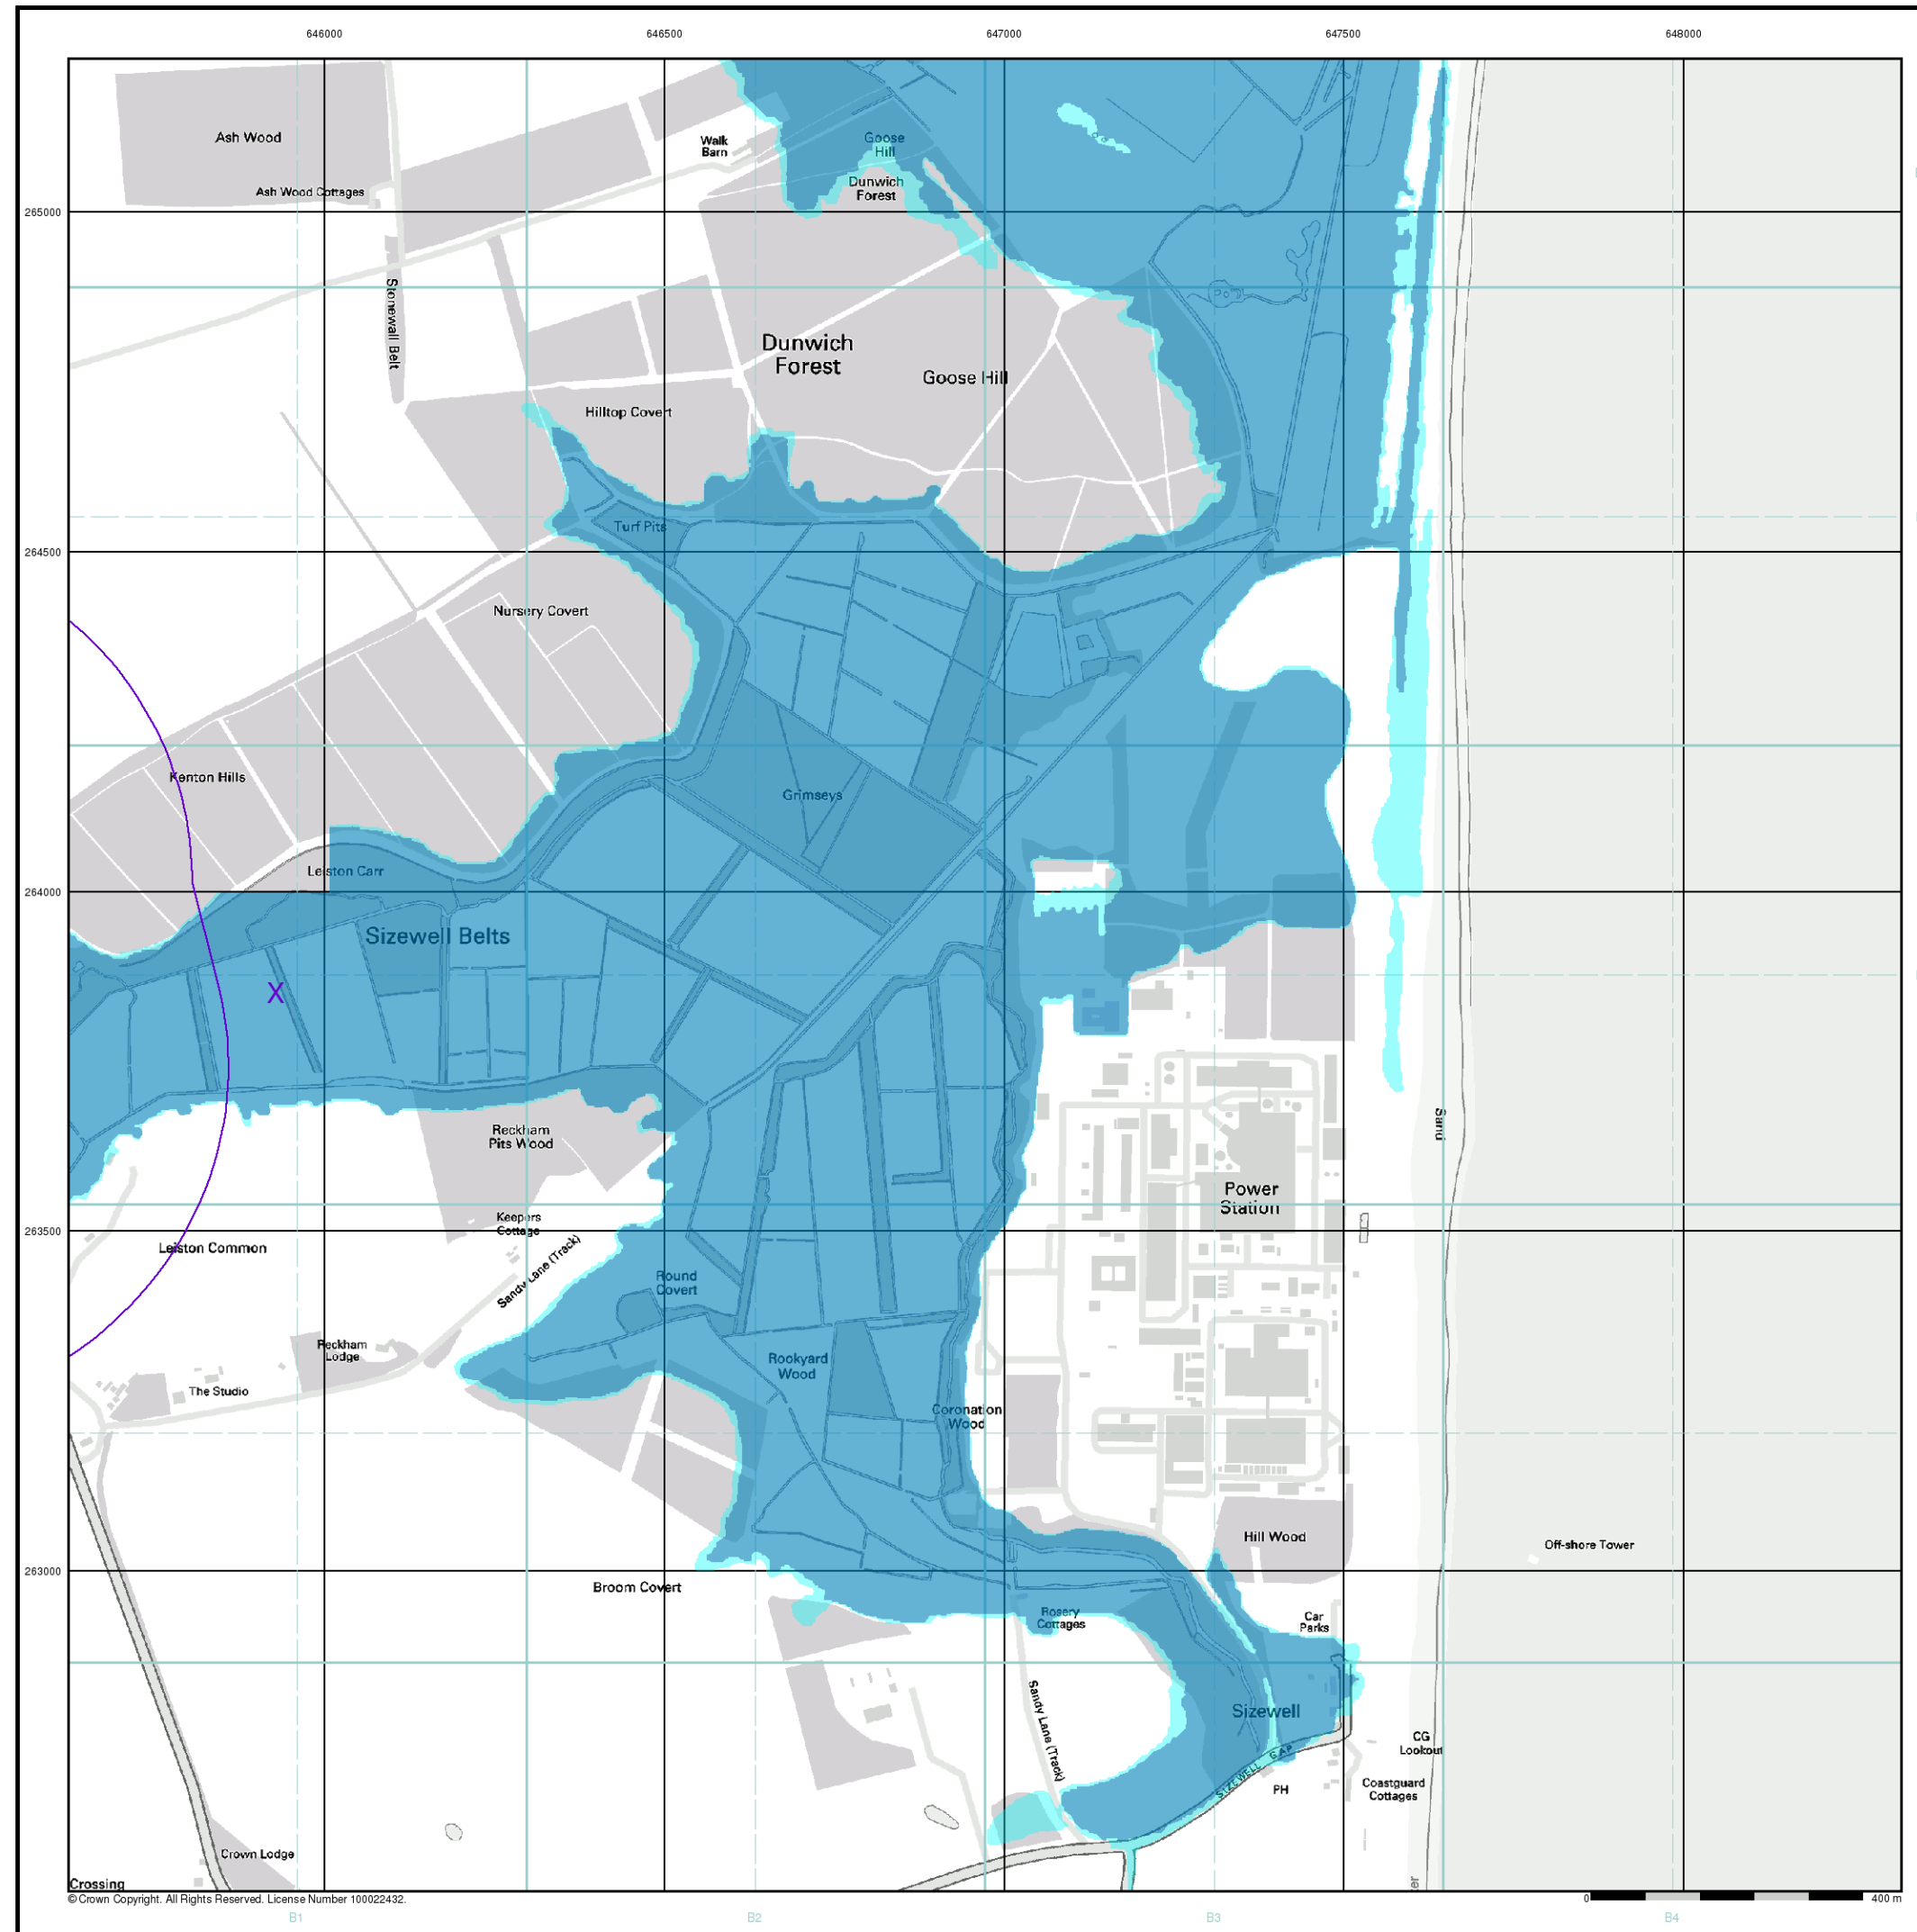 646000 646500 647000 647500 648000
Ash Wood
Walk
Barn
Goose
Hill
Ash Wood Cottages
Dunwich
Forest
265000
Stonewall Belt
Dunwich
Forest
Goose Hill
Hilltop Covert
Turf Pits
264500
Nursery Covert
Kenton Hills
Grimseys
Leiston Carr
264000
Sizewell Belts
X
Reckham
Pits Wood
Sand
Power
Station
Keepers
Cottage
263500
Leiston Common
Sandy Lane (Track)
Round
Covert
Reckham
Lodge
The Studio
Rookyard
Wood
Coronation
Wood
Hill Wood
Off-shore Tower
263000
Broom Covert
Rosery
Cottages
Car
Parks
Sandy Lane (Track)
Sizewell
CG
Lookout
SIZEWELL GAP
PH
Coastguard
Cottages
Crown Lodge
Crossing
© Crown Copyright. All Rights Reserved. License Number 100022432.
0 400 m
B1 B2 B3 B4